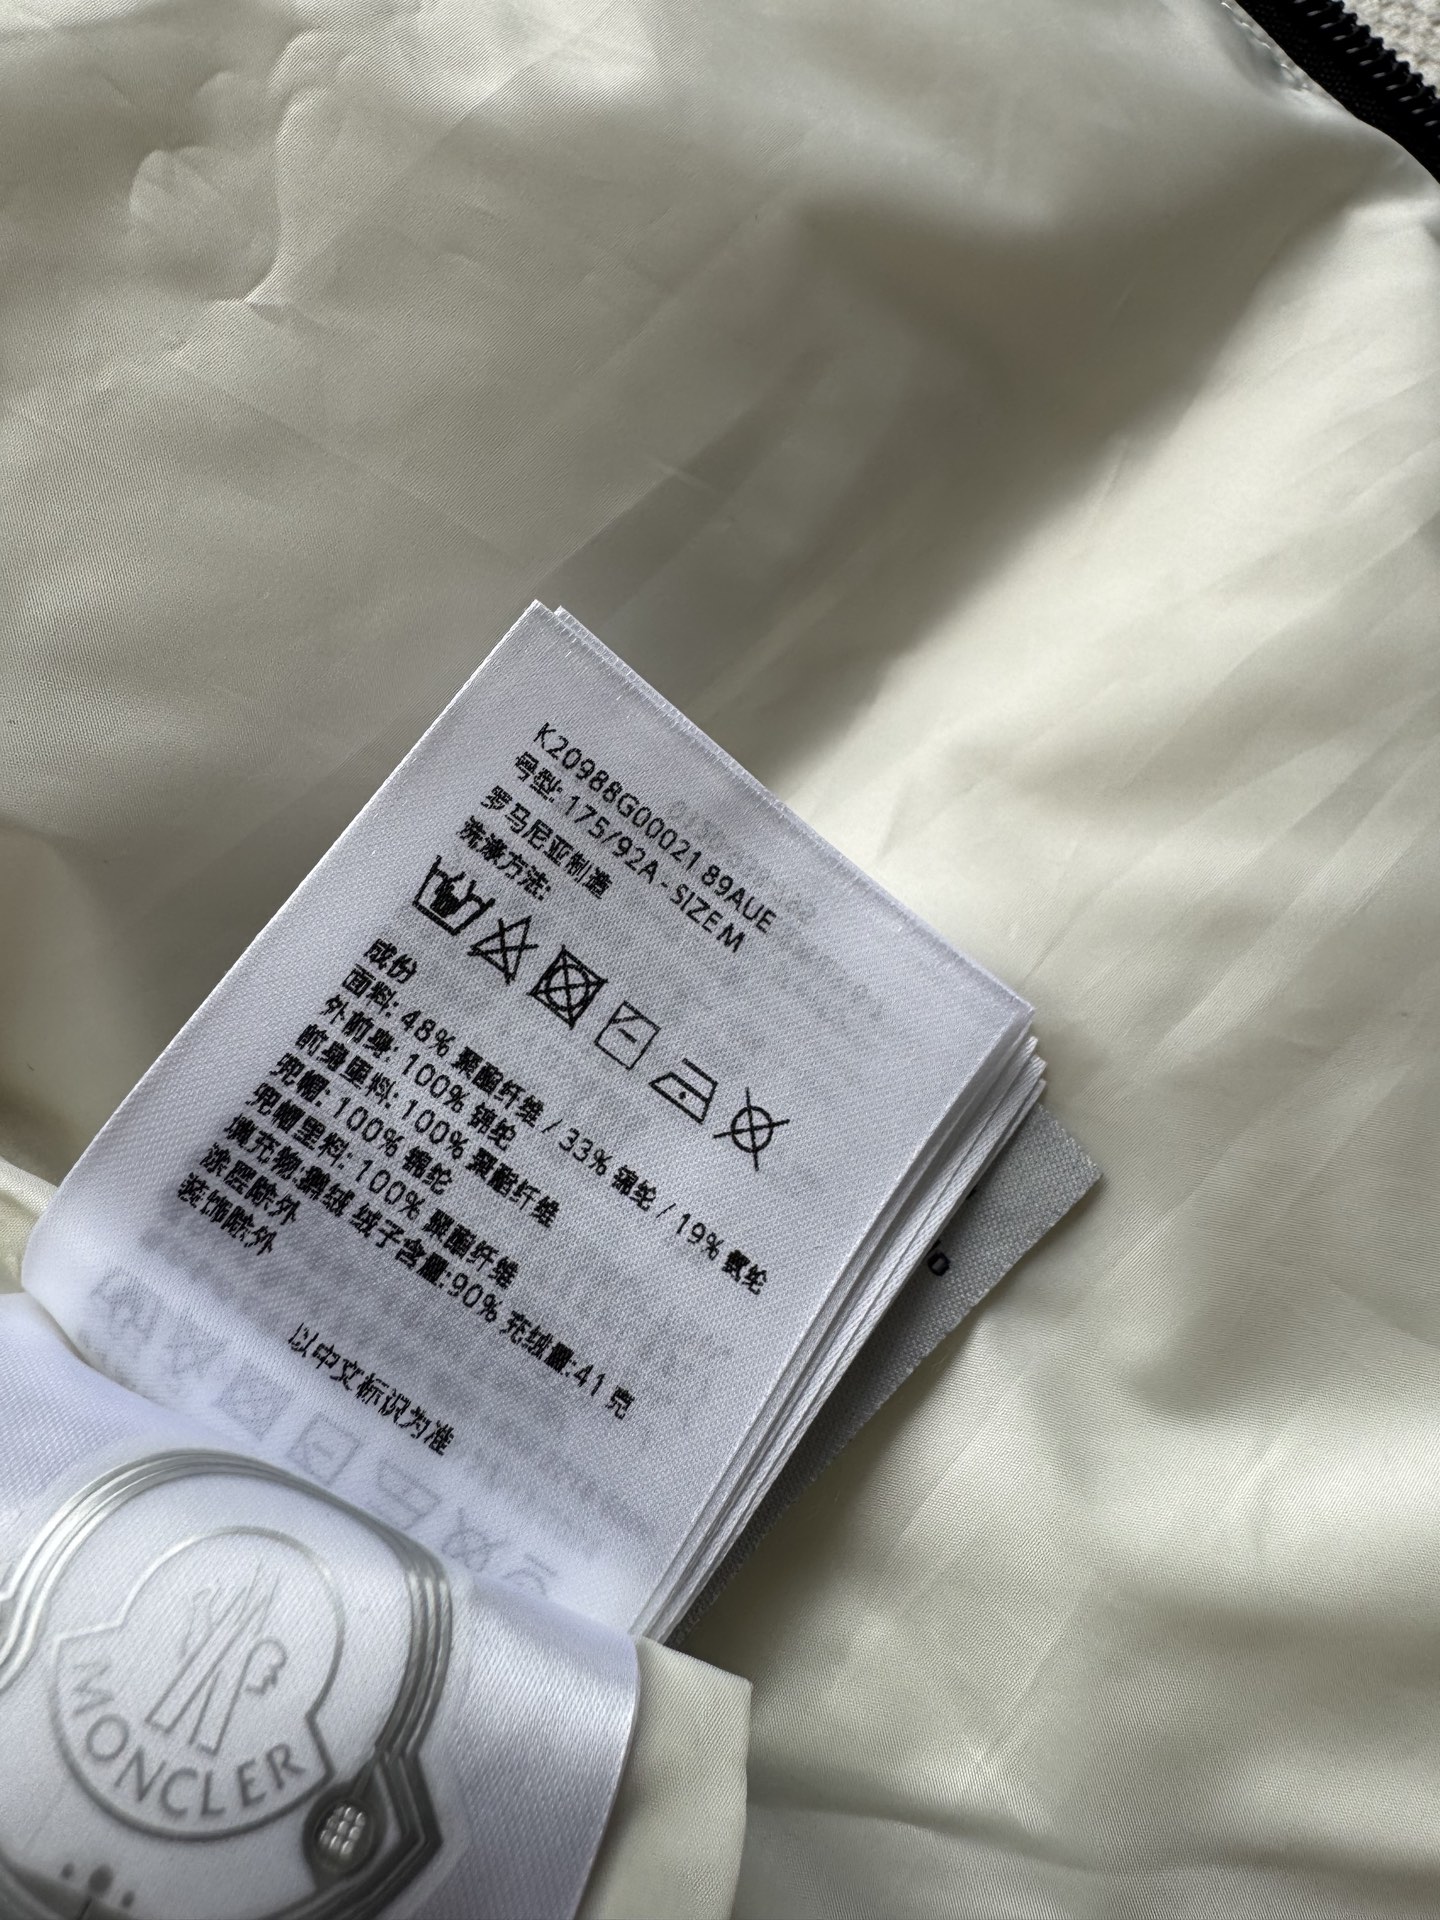 K20988G00021 89AUE
号型: 175/92A - SIZE M
罗马尼亚制造
洗涤方法:
成份
面料: 48% 聚酯纤维 / 33% 锦纶 / 19% 氨纶
外前身: 100% 锦纶
前身里料: 100% 聚酯纤维
兜帽: 100% 锦纶
兜帽里料: 100% 聚酯纤维
填充物:鹅绒 绒子含量:90% 充绒量:41 克
涂层除外
装饰除外
以中文标识为准
MONCLER